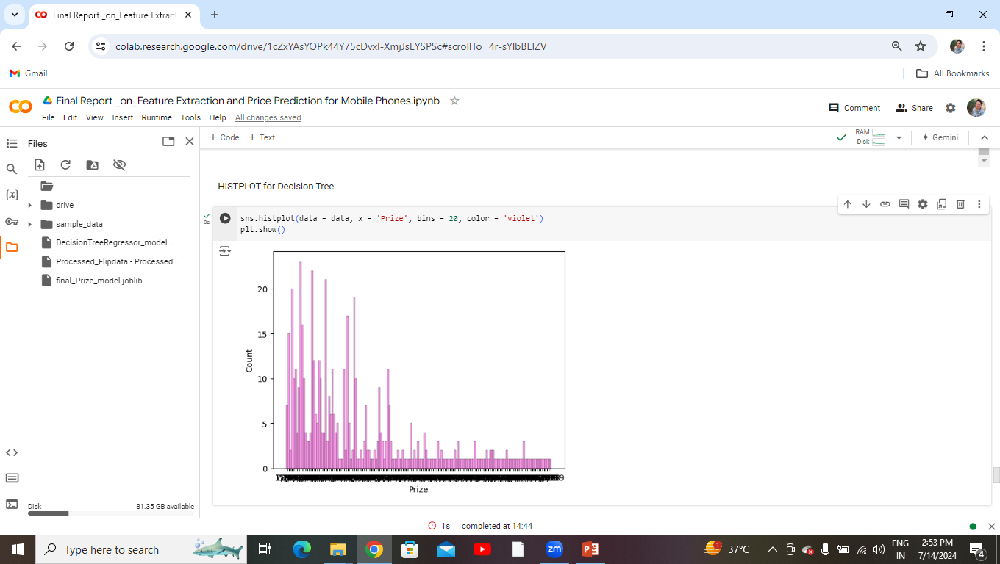 Final Report _on_Feature Extrac
colab.research.google.com/drive/1cZxYAsYOPk44Y75cDvxI-XmjJsEYSPSc#scrollTo=4r-sYIbBEIZV
Gmail
All Bookmarks
Final Report _on_Feature Extraction and Price Prediction for Mobile Phones.ipynb
File Edit View Insert Runtime Tools Help All changes saved
Comment Share
Files
+ Code + Text
RAM
Disk
Gemini
..
drive
sample_data
DecisionTreeRegressor_model....
Processed_Flipdata - Processed...
final_Prize_model.joblib
HISTPLOT for Decision Tree
0s
sns.histplot(data = data, x = 'Prize', bins = 20, color = 'violet')
plt.show()
20
15
10
5
0
Count
Prize
{x}
Disk 81.35 GB available
1s completed at 14:44
Type here to search
zm
1
37°C
ENG
IN
2:53 PM
7/14/2024
4